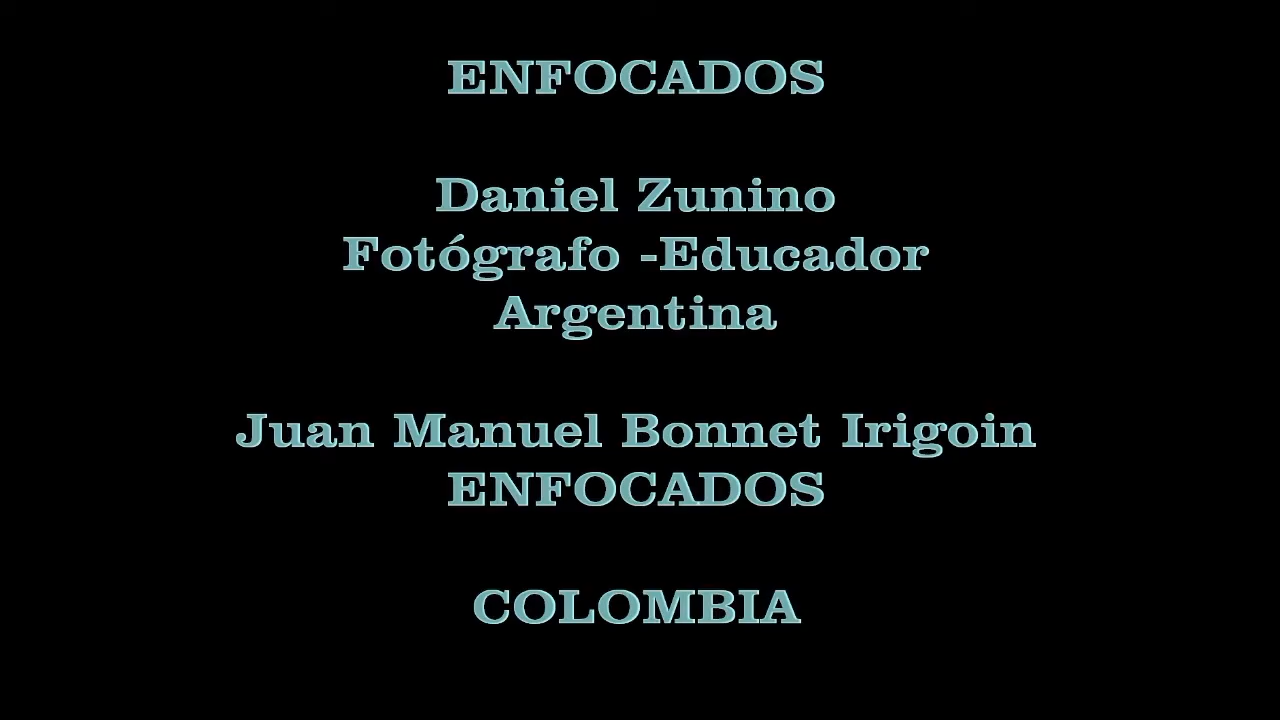 ENFOCADOS
Daniel Zunino
Fotógrafo -Educador
Argentina
Juan Manuel Bonnet Irigoin
ENFOCADOS
COLOMBIA